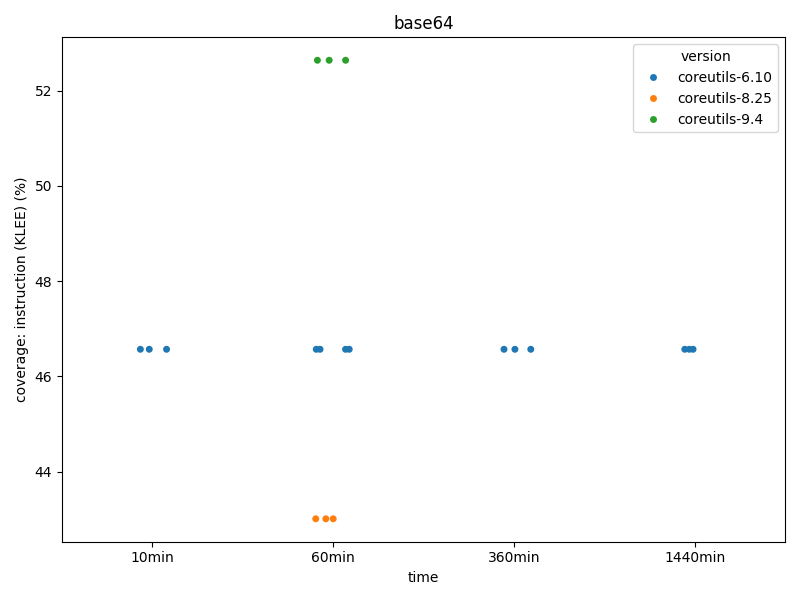 base64
version
coreutils-6.10
coreutils-8.25
coreutils-9.4
coverage: instruction (KLEE) (%)
52
50
48
46
44
10min
60min
360min
1440min
time